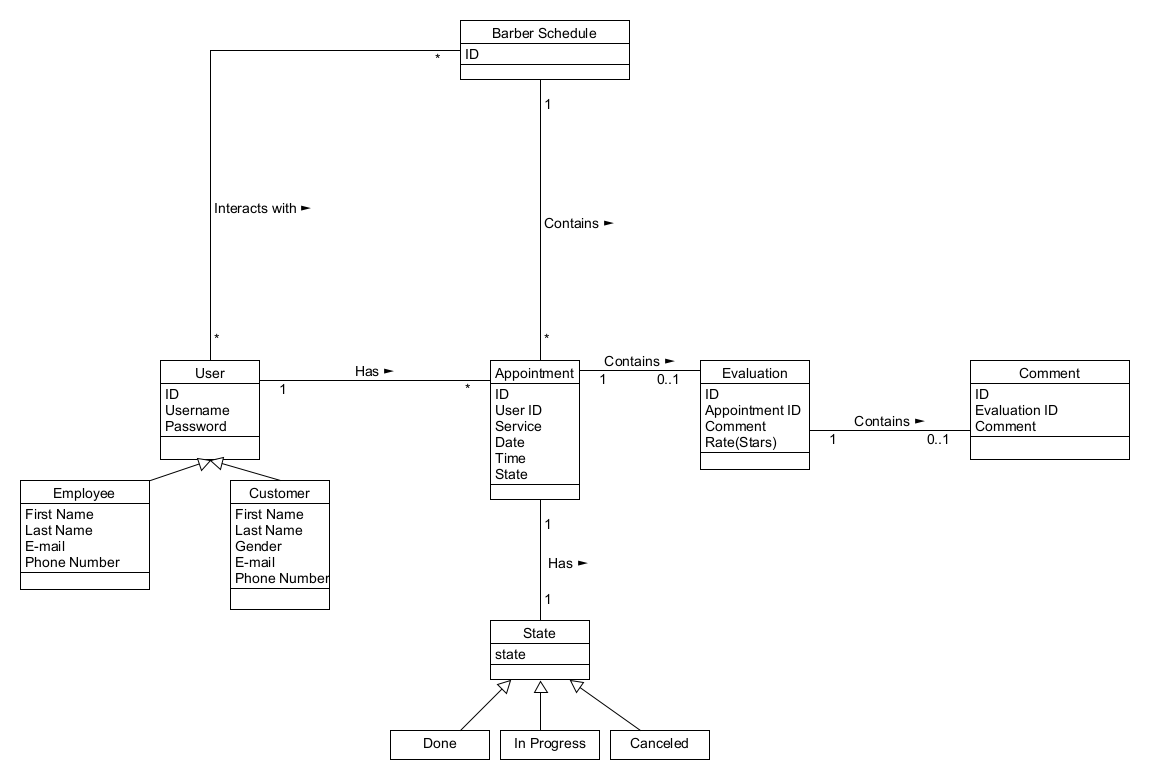 Barber Schedule
ID
*
1
Interacts with ►
Contains ►
*
*
User
ID
Username
Password
Has ►
1
*
Appointment
ID
User ID
Service
Date
Time
State
Contains ►
1
0..1
Evaluation
ID
Appointment ID
Comment
Rate(Stars)
Contains ►
1
0..1
Comment
ID
Evaluation ID
Comment
Employee
First Name
Last Name
E-mail
Phone Number
Customer
First Name
Last Name
Gender
E-mail
Phone Number
1
Has ►
1
State
state
Done
In Progress
Canceled